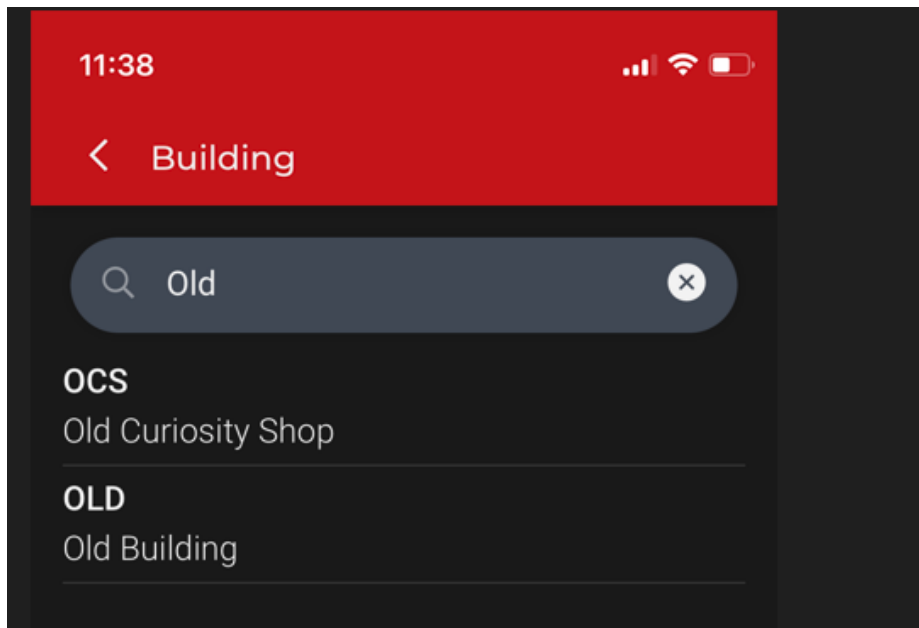 11:38
Building
Old
OCS
Old Curiosity Shop
OLD
Old Building